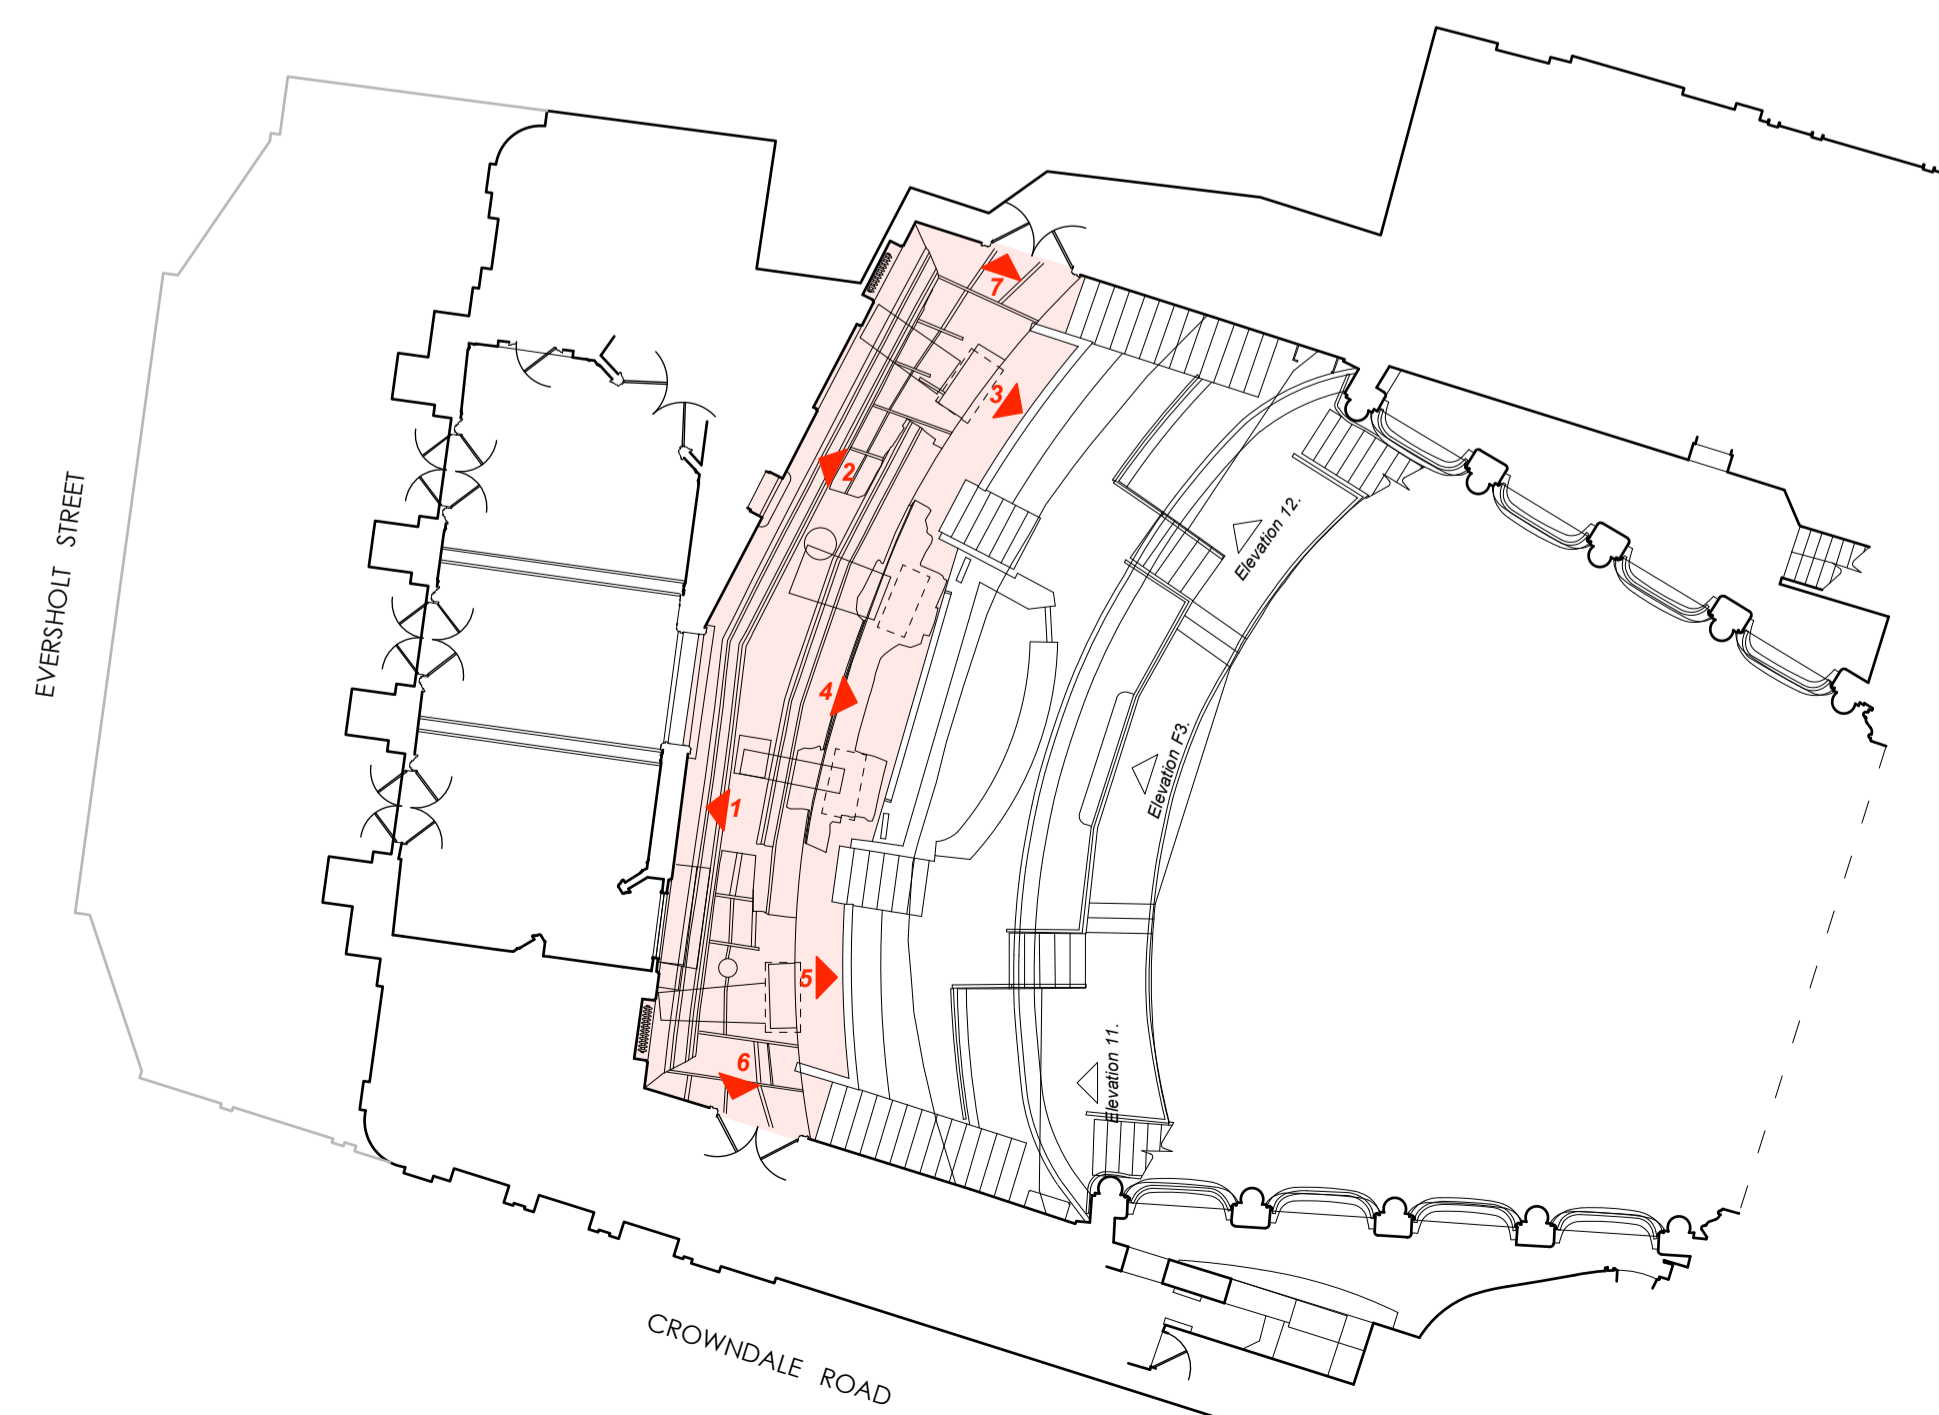 7
3
2
Elevation 12.
EVERSHOLT STREET
4
Elevation F3.
1
5
6
Elevation 11.
CROWNDALE ROAD